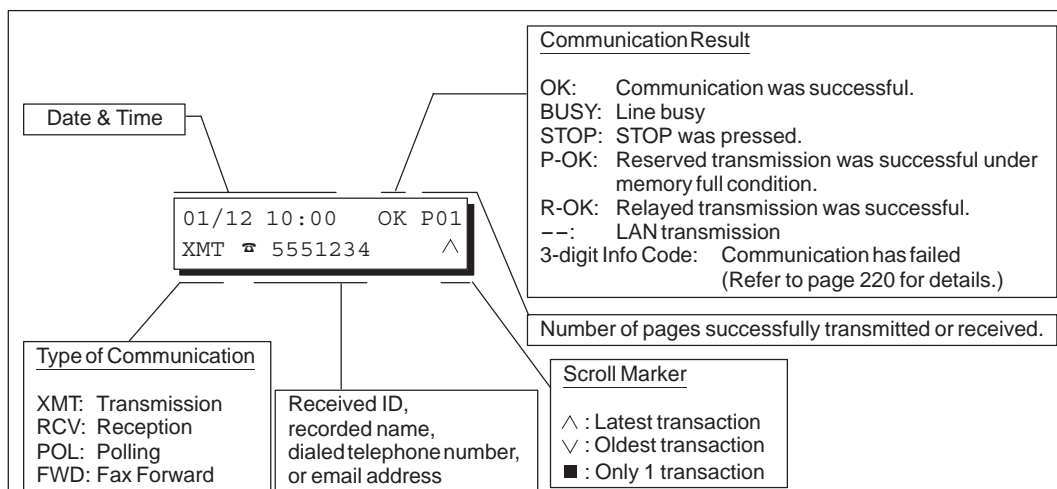 Communication Result
OK: Communication was successful.
BUSY: Line busy
STOP: STOP was pressed.
P-OK: Reserved transmission was successful under
memory full condition.
R-OK: Relayed transmission was successful.
--: LAN transmission
3-digit Info Code: Communication has failed
(Refer to page 220 for details.)
Date & Time
01/12 10:00 OK P01
XMT ☎ 5551234 ∧
Number of pages successfully transmitted or received.
Type of Communication
XMT: Transmission
RCV: Reception
POL: Polling
FWD: Fax Forward
Received ID,
recorded name,
dialed telephone number,
or email address
Scroll Marker
∧ : Latest transaction
∨ : Oldest transaction
■ : Only 1 transaction